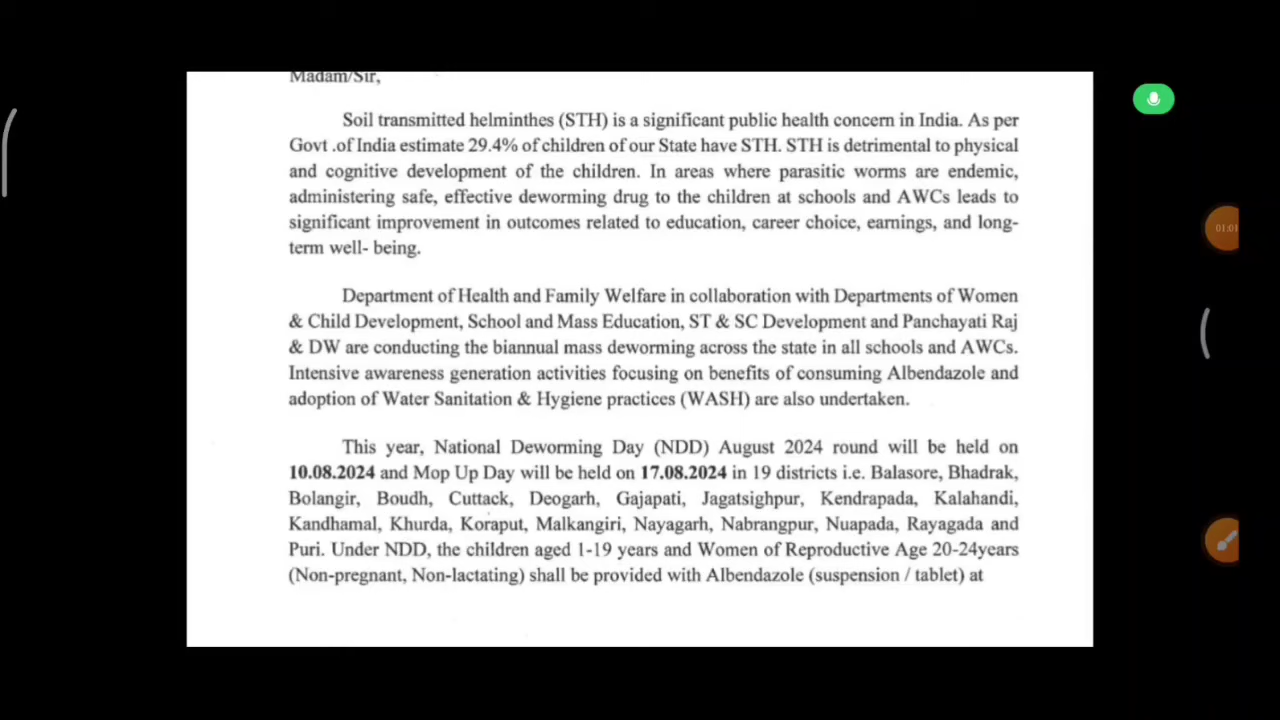 Madam/Sir,
Soil transmitted helminthes (STH) is a significant public health concern in India. As per
Govt .of India estimate 29.4% of children of our State have STH. STH is detrimental to physical
and cognitive development of the children. In areas where parasitic worms are endemic,
administering safe, effective deworming drug to the children at schools and AWCs leads to
significant improvement in outcomes related to education, career choice, earnings, and long-
term well- being.
Department of Health and Family Welfare in collaboration with Departments of Women
& Child Development, School and Mass Education, ST & SC Development and Panchayati Raj
& DW are conducting the biannual mass deworming across the state in all schools and AWCs.
Intensive awareness generation activities focusing on benefits of consuming Albendazole and
adoption of Water Sanitation & Hygiene practices (WASH) are also undertaken.
This year, National Deworming Day (NDD) August 2024 round will be held on
10.08.2024 and Mop Up Day will be held on 17.08.2024 in 19 districts i.e. Balasore, Bhadrak,
Bolangir, Boudh, Cuttack, Deogarh, Gajapati, Jagatsighpur, Kendrapada, Kalahandi,
Kandhamal, Khurda, Koraput, Malkangiri, Nayagarh, Nabrangpur, Nuapada, Rayagada and
Puri. Under NDD, the children aged 1-19 years and Women of Reproductive Age 20-24years
(Non-pregnant, Non-lactating) shall be provided with Albendazole (suspension / tablet) at
01:01